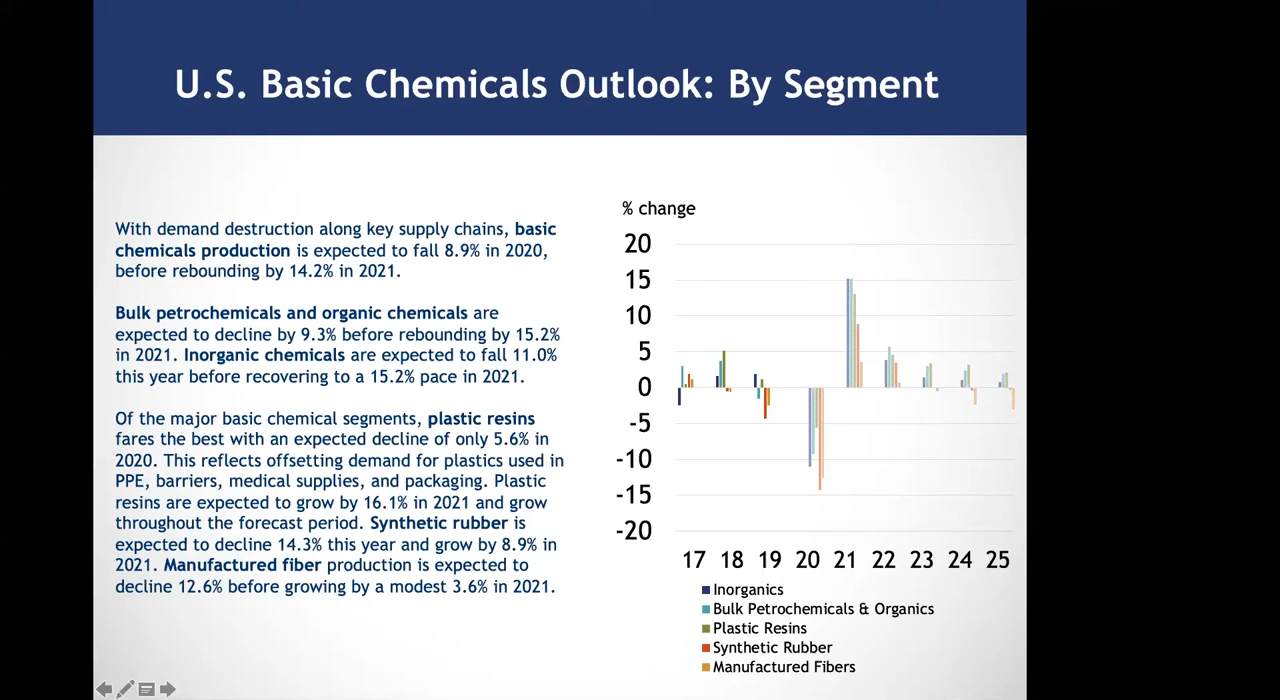 U.S. Basic Chemicals Outlook: By Segment
With demand destruction along key supply chains, basic
chemicals production is expected to fall 8.9% in 2020,
before rebounding by 14.2% in 2021.
Bulk petrochemicals and organic chemicals are
expected to decline by 9.3% before rebounding by 15.2%
in 2021. Inorganic chemicals are expected to fall 11.0%
this year before recovering to a 15.2% pace in 2021.
Of the major basic chemical segments, plastic resins
fares the best with an expected decline of only 5.6% in
2020. This reflects offsetting demand for plastics used in
PPE, barriers, medical supplies, and packaging. Plastic
resins are expected to grow by 16.1% in 2021 and grow
throughout the forecast period. Synthetic rubber is
expected to decline 14.3% this year and grow by 8.9% in
2021. Manufactured fiber production is expected to
decline 12.6% before growing by a modest 3.6% in 2021.
% change
20
15
10
5
0
-5
-10
-15
-20
17 18 19 20 21 22 23 24 25
Inorganics
Bulk Petrochemicals & Organics
Plastic Resins
Synthetic Rubber
Manufactured Fibers